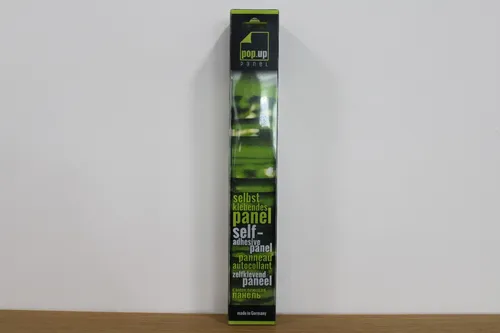 pop.up
PANEL
selbst
klebendes
panel
self-
adhesive
panel
panneau
autocollant
zelfklevend
paneel
панель
made in Germany